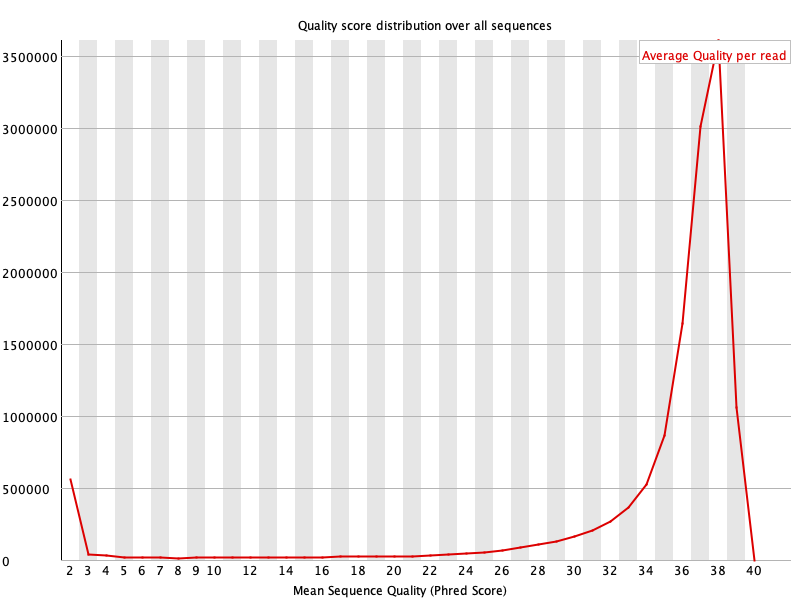 Quality score distribution over all sequences
Average Quality per read
3500000
3000000
2500000
2000000
1500000
1000000
500000
0
2 3 4 5 6 7 8 9 10 12 14 16 18 20 22 24 26 28 30 32 34 36 38 40
Mean Sequence Quality (Phred Score)